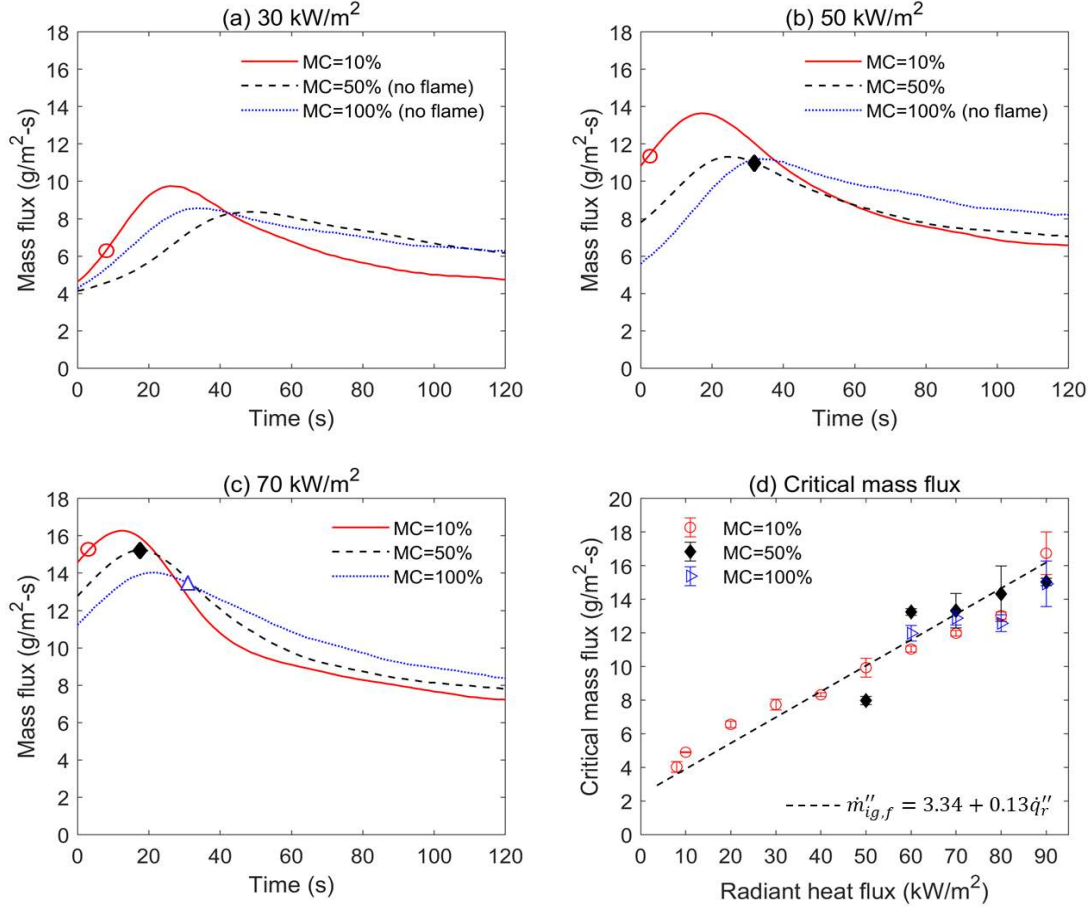 (a) 30 kW/m²
18
16
14
12
10
8
6
4
2
0
Mass flux (g/m²-s)
MC=10%
MC=50% (no flame)
MC=100% (no flame)
0 20 40 60 80 100 120
Time (s)
(b) 50 kW/m²
18
16
14
12
10
8
6
4
2
0
Mass flux (g/m²-s)
MC=10%
MC=50%
MC=100% (no flame)
0 20 40 60 80 100 120
Time (s)
(c) 70 kW/m²
18
16
14
12
10
8
6
4
2
0
Mass flux (g/m²-s)
MC=10%
MC=50%
MC=100%
0 20 40 60 80 100 120
Time (s)
(d) Critical mass flux
20
18
16
14
12
10
8
6
4
2
0
Critical mass flux (g/m²-s)
MC=10%
MC=50%
MC=100%
ṁ″ig,f = 3.34 + 0.13q̇″r
10 20 30 40 50 60 70 80 90
Radiant heat flux (kW/m²)